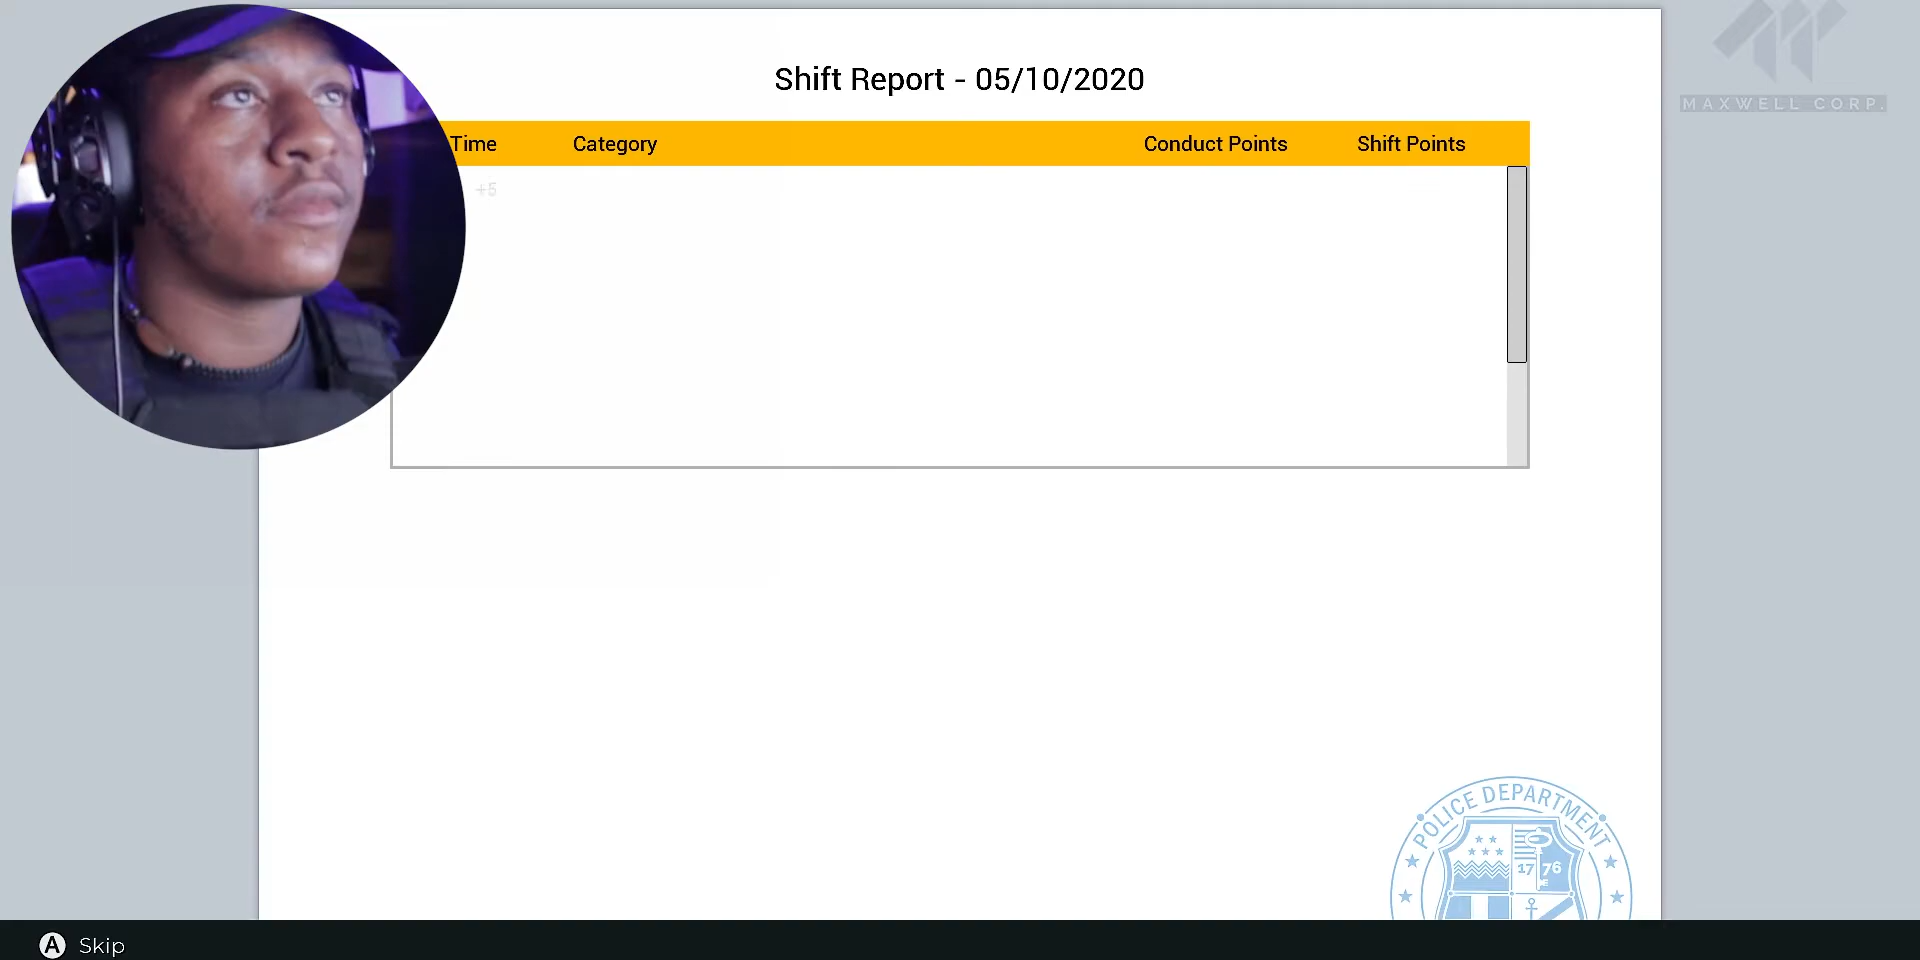 MAXWELL CORP.
Shift Report - 05/10/2020
Time Category Conduct Points Shift Points
+5
POLICE DEPARTMENT
17 76
A Skip